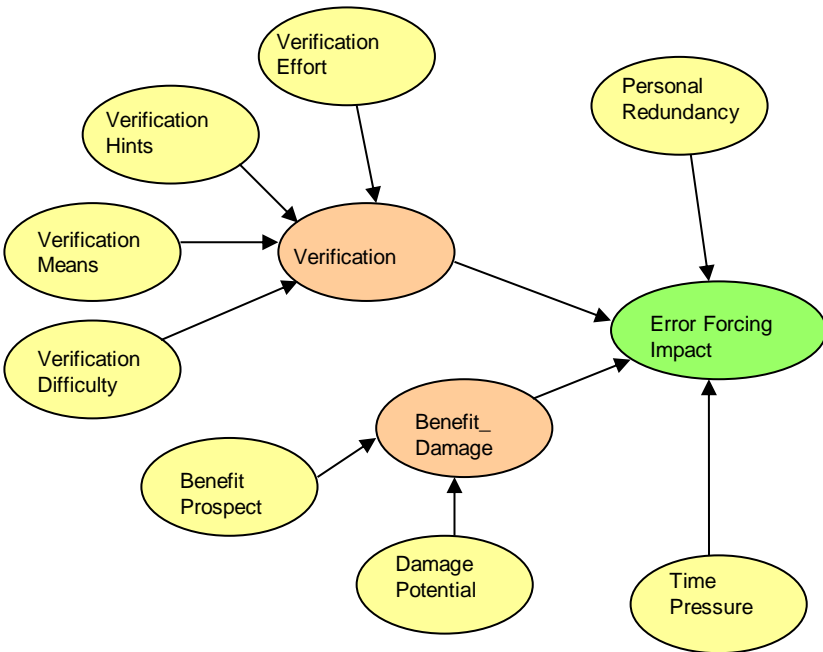 Verification
Effort
Personal
Redundancy
Verification
Hints
Verification
Means
Verification
Error Forcing
Impact
Verification
Difficulty
Benefit_
Damage
Benefit
Prospect
Damage
Potential
Time
Pressure